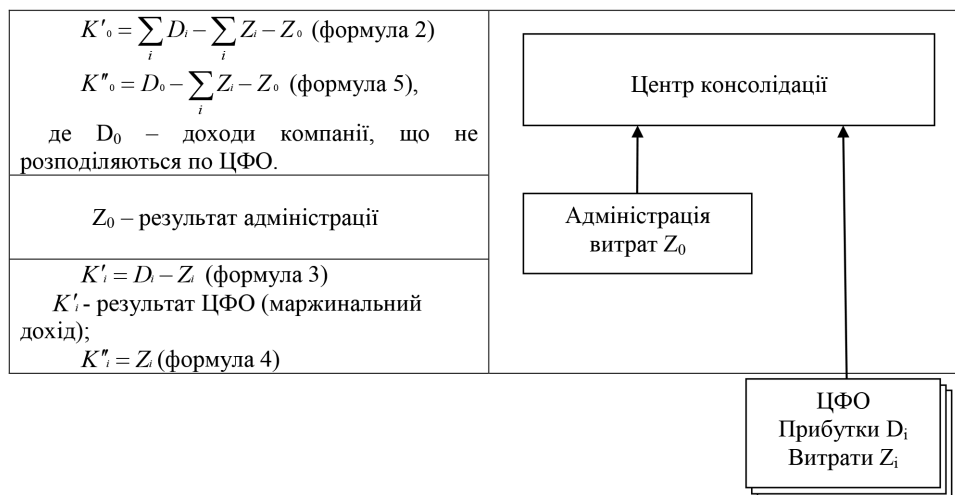 K′₀ = ∑ᵢ Dᵢ − ∑ᵢ Zᵢ − Z₀ (формула 2)
K″₀ = D₀ − ∑ᵢ Zᵢ − Z₀ (формула 5),
де D₀ – доходи компанії, що не
розподіляються по ЦФО.
Z₀ – результат адміністрації
K′ᵢ = Dᵢ − Zᵢ (формула 3)
K′ᵢ - результат ЦФО (маржинальний
дохід);
K″ᵢ = Zᵢ (формула 4)
Центр консолідації
Адміністрація
витрат Z₀
ЦФО
Прибутки Dᵢ
Витрати Zᵢ